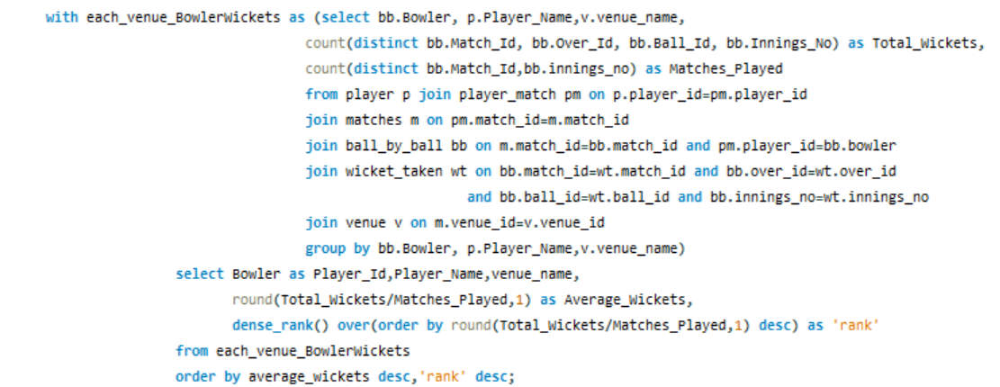 with each_venue_BowlerWickets as (select bb.Bowler, p.Player_Name,v.venue_name,
count(distinct bb.Match_Id, bb.Over_Id, bb.Ball_Id, bb.Innings_No) as Total_Wickets,
count(distinct bb.Match_Id,bb.innings_no) as Matches_Played
from player p join player_match pm on p.player_id=pm.player_id
join matches m on pm.match_id=m.match_id
join ball_by_ball bb on m.match_id=bb.match_id and pm.player_id=bb.bowler
join wicket_taken wt on bb.match_id=wt.match_id and bb.over_id=wt.over_id
and bb.ball_id=wt.ball_id and bb.innings_no=wt.innings_no
join venue v on m.venue_id=v.venue_id
group by bb.Bowler, p.Player_Name,v.venue_name)
select Bowler as Player_Id,Player_Name,venue_name,
round(Total_Wickets/Matches_Played,1) as Average_Wickets,
dense_rank() over(order by round(Total_Wickets/Matches_Played,1) desc) as 'rank'
from each_venue_BowlerWickets
order by average_wickets desc,'rank' desc;